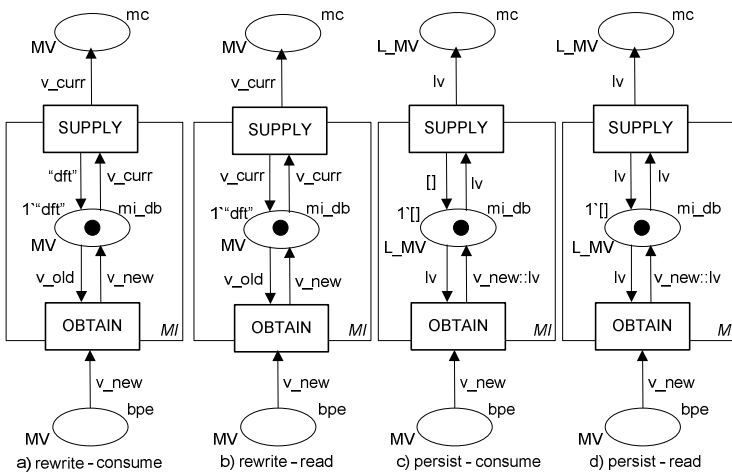 mc mc mc mc
MV MV L_MV L_MV
v_curr v_curr lv lv
SUPPLY SUPPLY SUPPLY SUPPLY
“dft” v_curr v_curr v_curr [] lv lv lv
1`“dft” mi_db 1`“dft” mi_db 1`[] mi_db 1`[] mi_db
MV MV L_MV L_MV
v_old v_new v_old v_new lv v_new::lv lv v_new::lv
OBTAIN MI OBTAIN MI OBTAIN MI OBTAIN M
v_new v_new v_new v_new
bpe bpe bpe bpe
MV MV MV MV
a) rewrite - consume b) rewrite - read c) persist - consume d) persist - read